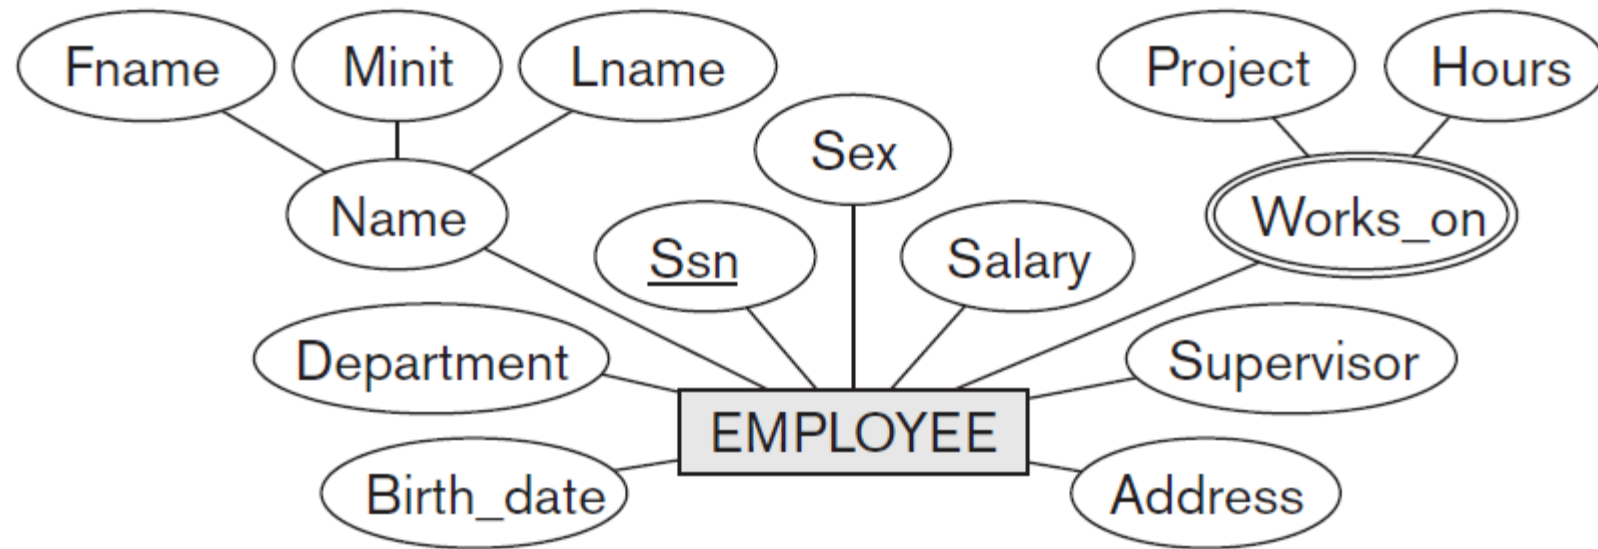 Fname
Minit
Lname
Project
Hours
Sex
Name
Works_on
Ssn
Salary
Department
Supervisor
EMPLOYEE
Birth_date
Address